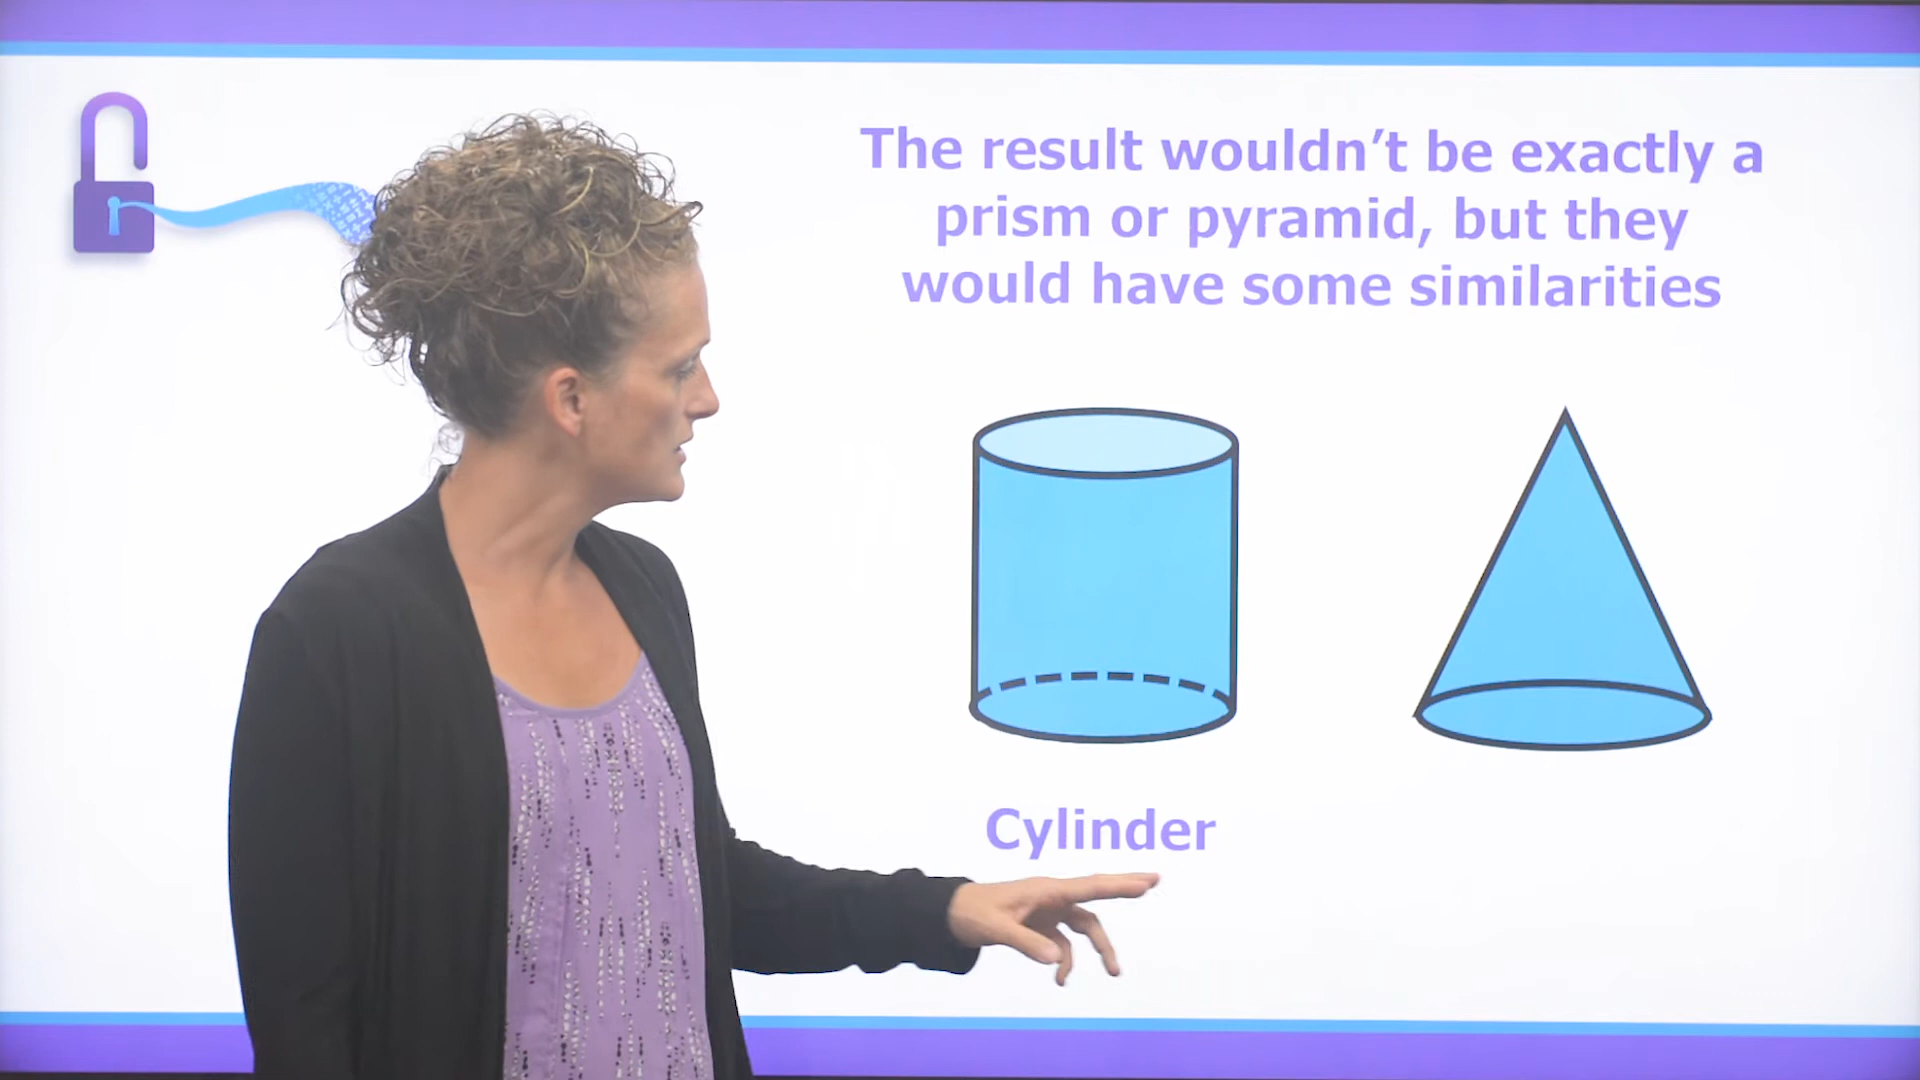 The result wouldn’t be exactly a
prism or pyramid, but they
would have some similarities
Cylinder